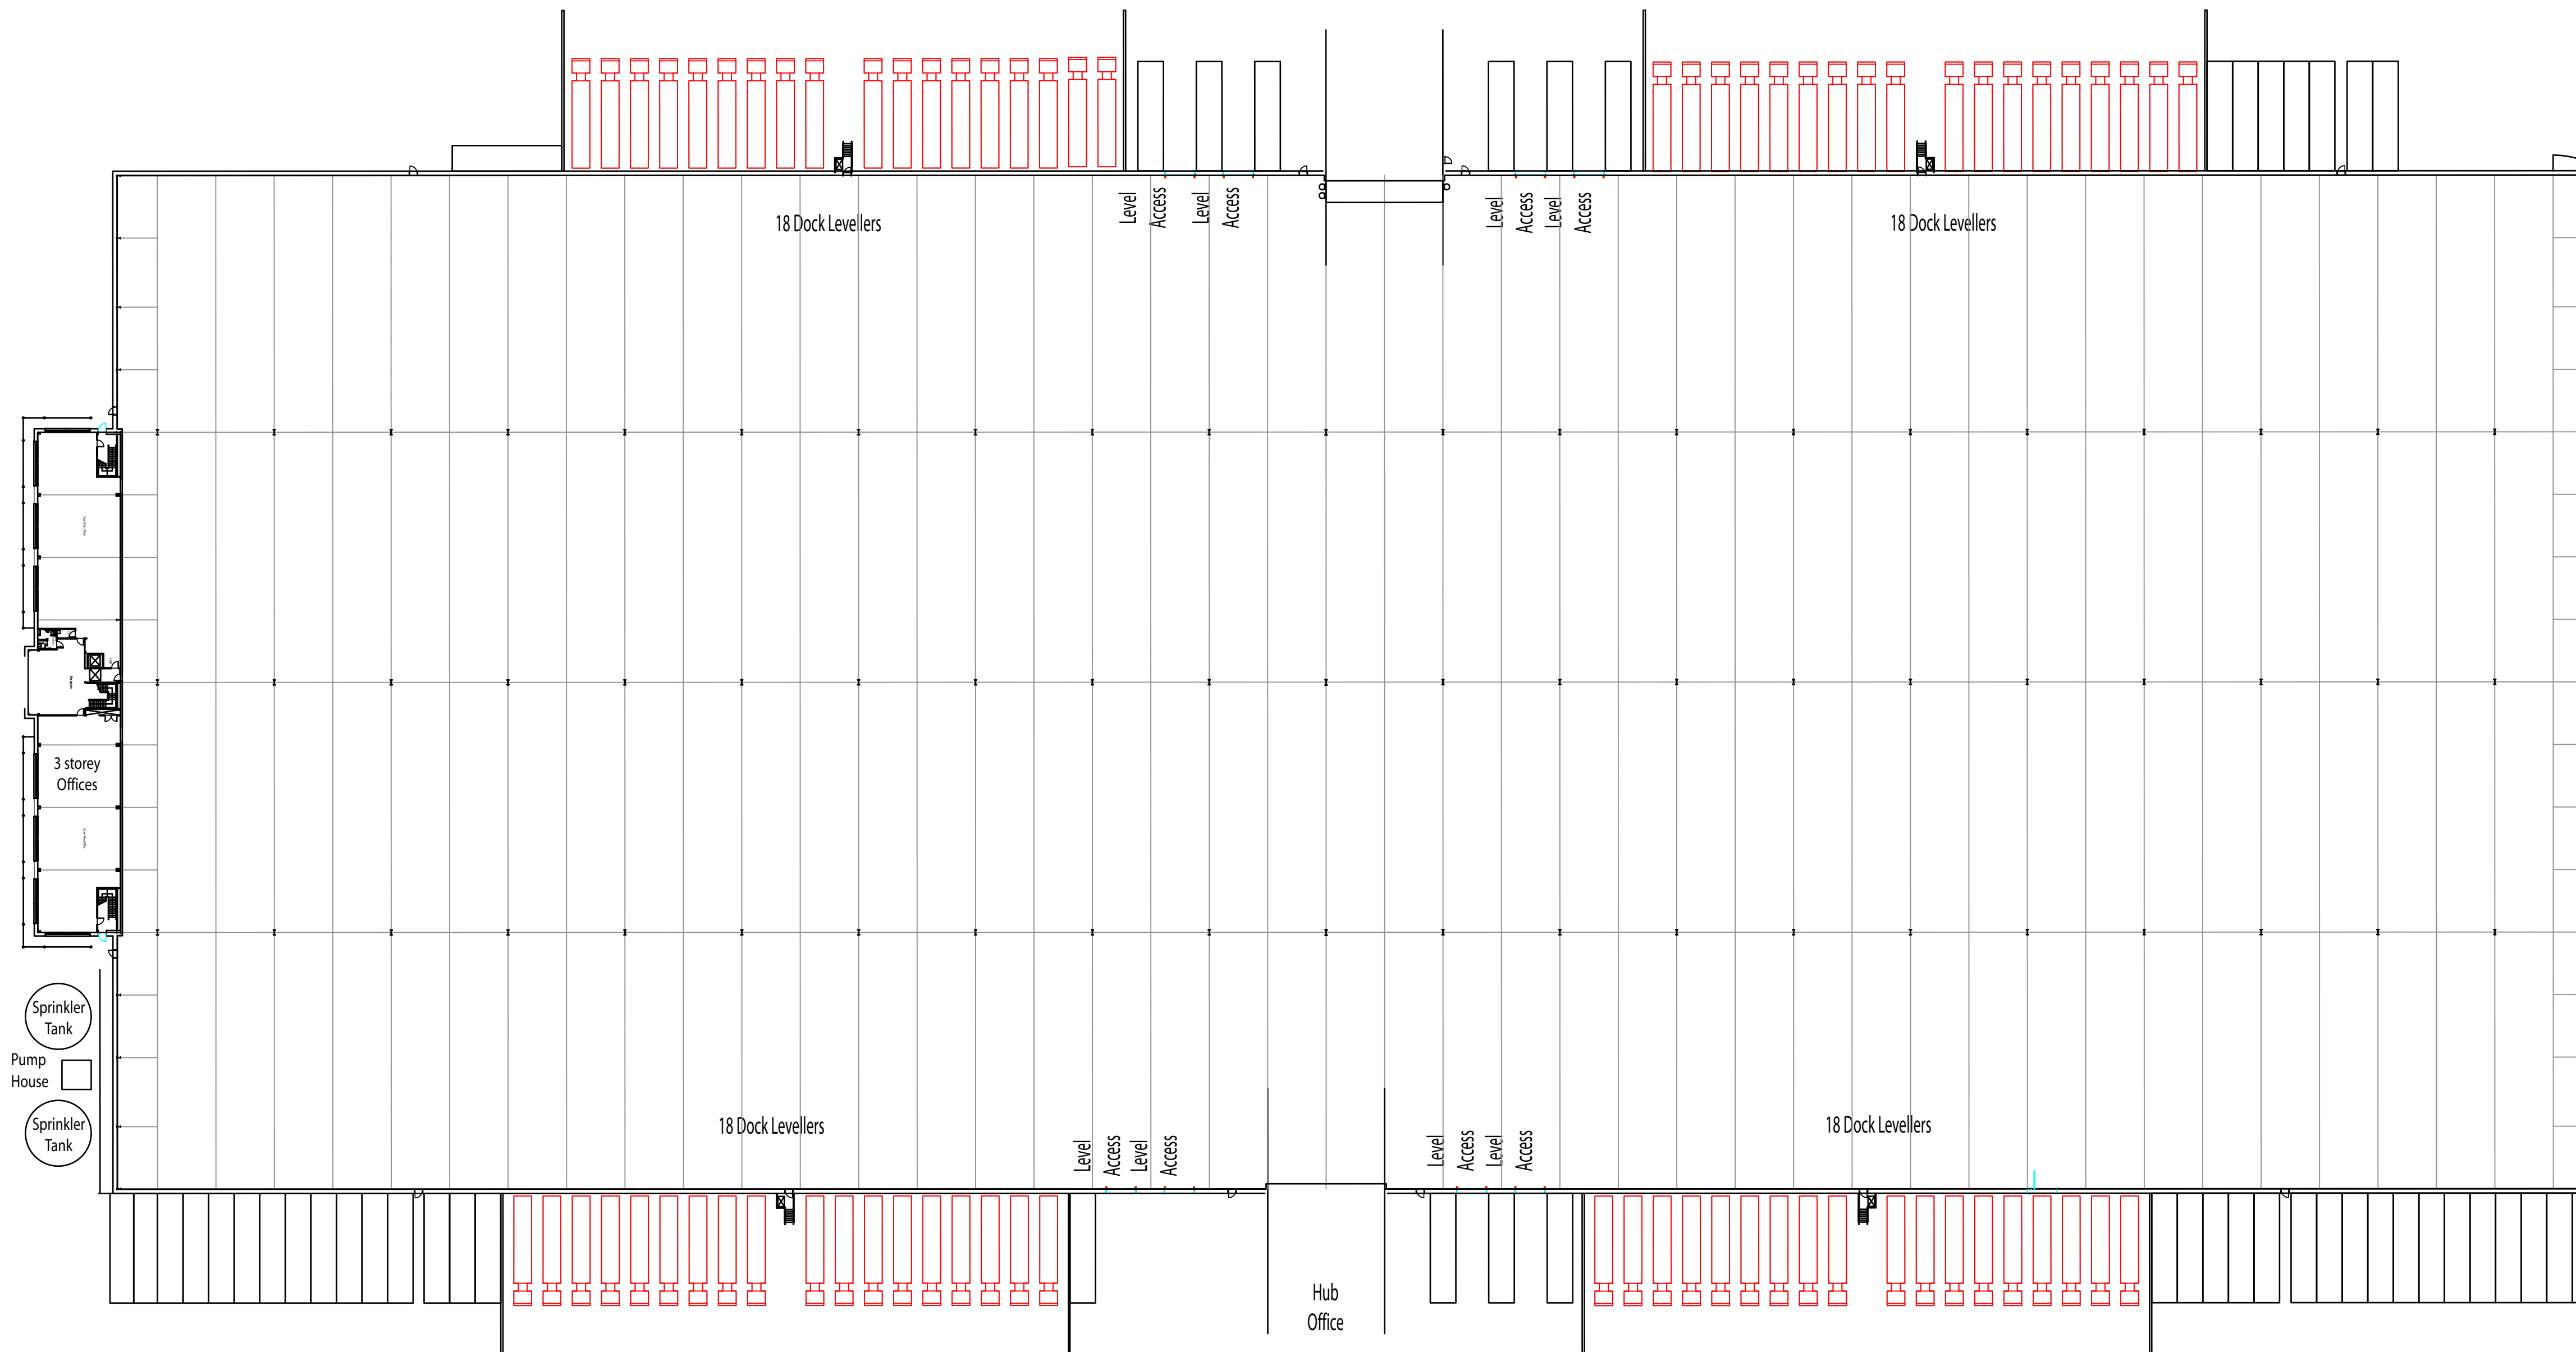 18 Dock Levellers
Level
Access
Level
Access
Level
Access
Level
Access
18 Dock Levellers
3 storey
Offices
Sprinkler
Tank
Pump
House
Sprinkler
Tank
18 Dock Levellers
Level
Access
Level
Access
Level
Access
Level
Access
18 Dock Levellers
Hub
Office